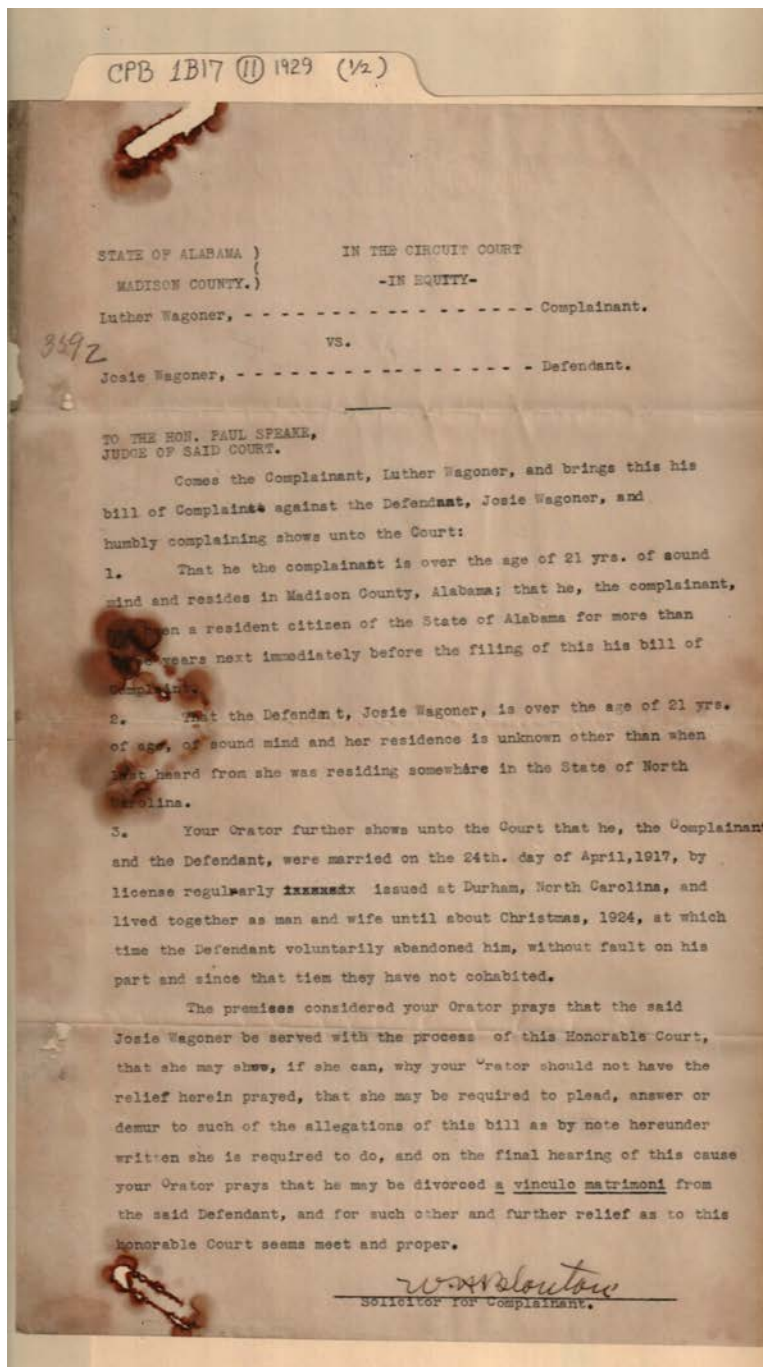 CPB 1B17 ⑪ 1929 (1/2)
STATE OF ALABAMA ) IN THE CIRCUIT COURT
(
MADISON COUNTY.) -IN EQUITY-
Luther Wagoner, - - - - - - - - - - - - - - - - - Complainant.
3392
vs.
Josie Wagoner, - - - - - - - - - - - - - - - - - Defendant.
TO THE HON. PAUL SPEAKE,
JUDGE OF SAID COURT.
Comes the Complainant, Luther Wagoner, and brings this his
bill of Complaint against the Defendant, Josie Wagoner, and
humbly complaining shows unto the Court:
1. That he the complainant is over the age of 21 yrs. of sound
mind and resides in Madison County, Alabama; that he, the complainant,
been a resident citizen of the State of Alabama for more than
years next immediately before the filing of this his bill of
Complaint.
2. That the Defendant, Josie Wagoner, is over the age of 21 yrs.
of age, of sound mind and her residence is unknown other than when
last heard from she was residing somewhere in the State of North
Carolina.
3. Your Orator further shows unto the Court that he, the Complainant
and the Defendant, were married on the 24th. day of April,1917, by
license regularly issued at Durham, North Carolina, and
lived together as man and wife until about Christmas, 1924, at which
time the Defendant voluntarily abandoned him, without fault on his
part and since that tiem they have not cohabited.
The premises considered your Orator prays that the said
Josie Wagoner be served with the process of this Honorable Court,
that she may show, if she can, why your Orator should not have the
relief herein prayed, that she may be required to plead, answer or
demur to such of the allegations of this bill as by note hereunder
written she is required to do, and on the final hearing of this cause
your Orator prays that he may be divorced a vinculo matrimoni from
the said Defendant, and for such other and further relief as to this
honorable Court seems meet and proper.
Solicitor for Complainant.